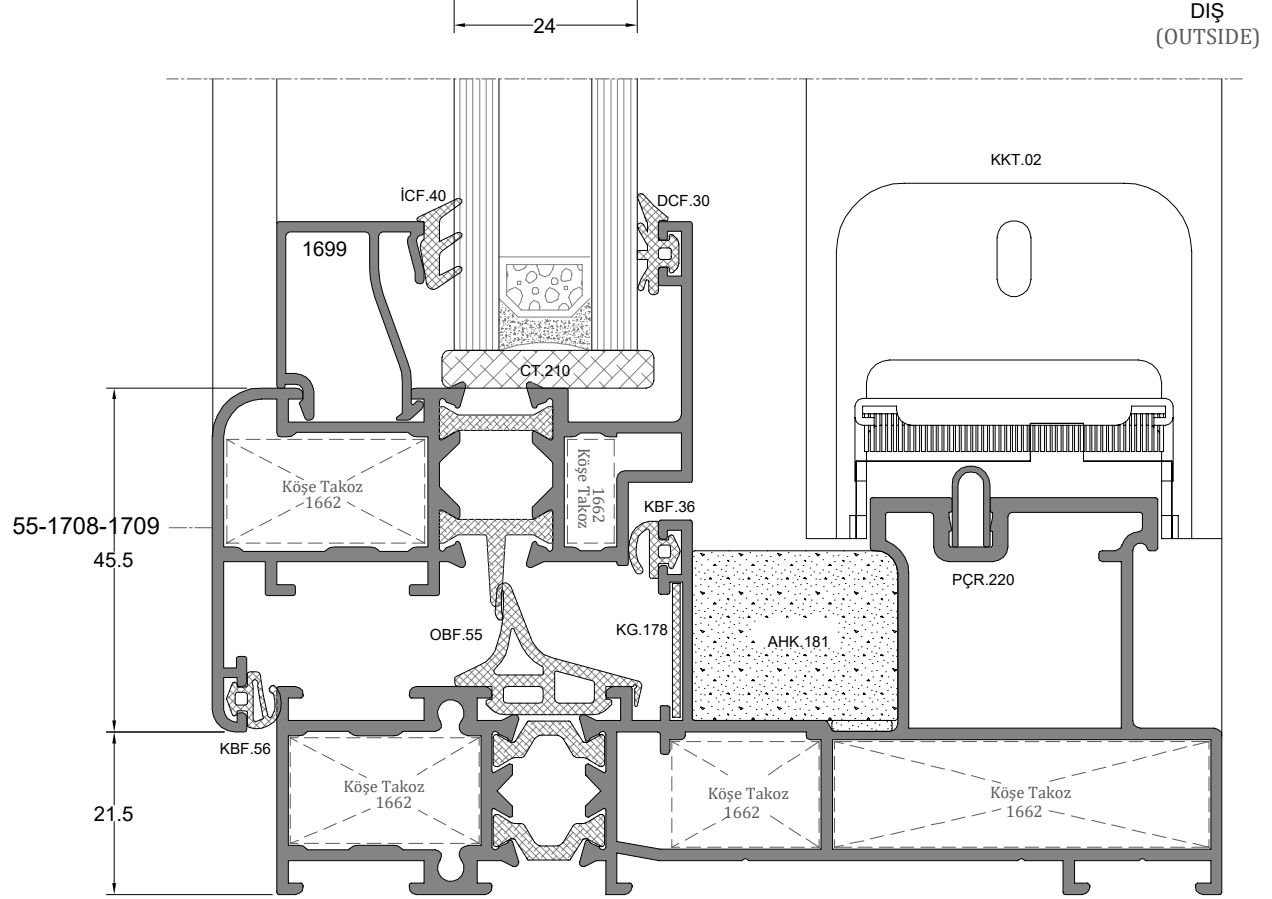 24
DIŞ
(OUTSIDE)
KKT.02
İCF.40
DCF.30
1699
CT.210
Köşe Takoz
1662
Köşe Takoz
1662
KBF.36
55-1708-1709
45.5
PÇR.220
OBF.55
KG.178
AHK.181
KBF.56
Köşe Takoz
1662
Köşe Takoz
1662
Köşe Takoz
1662
21.5